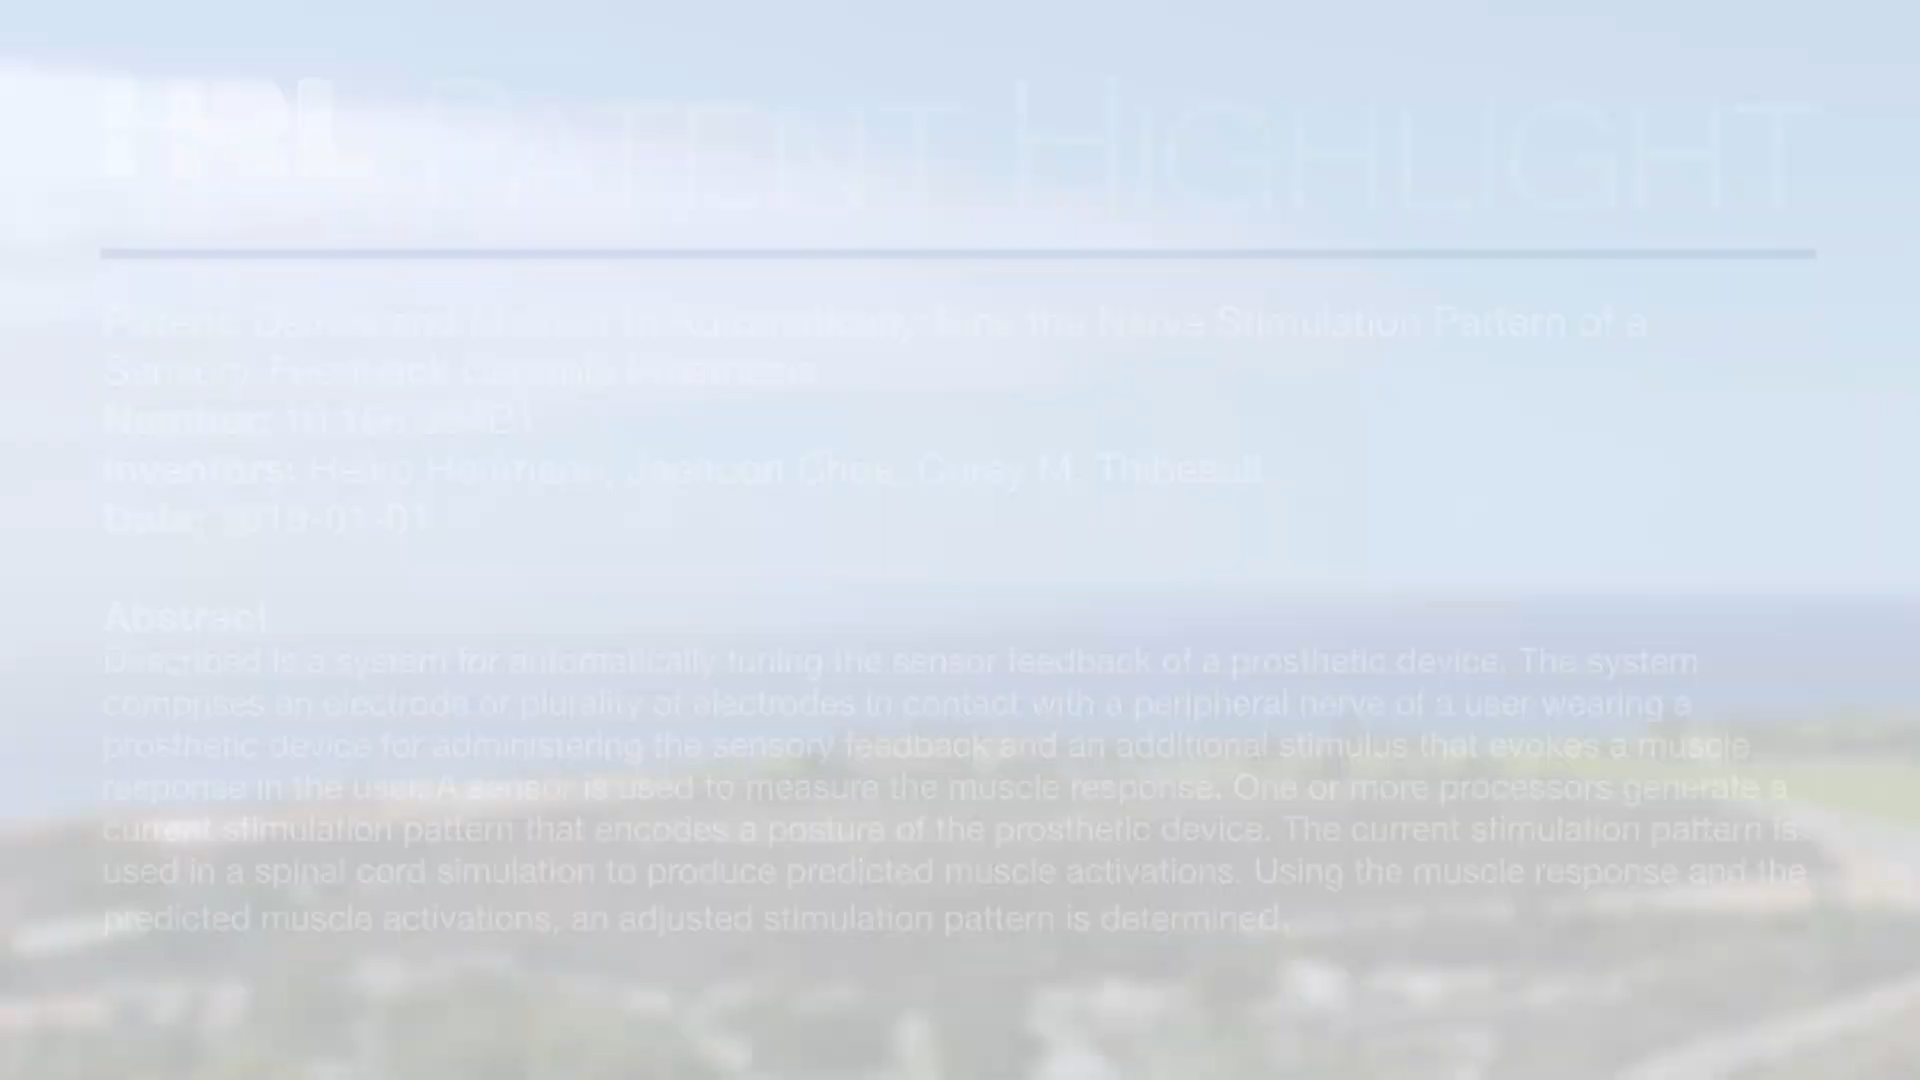 HRL PATENT HIGHLIGHT
Patent: Device and Method to Automatically Tune the Nerve Stimulation Pattern of a
Sensory-Feedback Capable Prosthesis
Number:
Inventors: Heiko Hoffmann, Jaehoon Choe, Corey M. Thibeault
Date: 2019-01-01
Abstract
Described is a system for automatically tuning the sensor feedback of a prosthetic device. The system
comprises an electrode or plurality of electrodes in contact with a peripheral nerve of a user wearing a
prosthetic device for administering the sensory feedback and an additional stimulus that evokes a muscle
response in the user. A sensor is used to measure the muscle response. One or more processors generate a
current stimulation pattern that encodes a posture of the prosthetic device. The current stimulation pattern is
used in a spinal cord simulation to produce predicted muscle activations. Using the muscle response and the
predicted muscle activations, an adjusted stimulation pattern is determined.